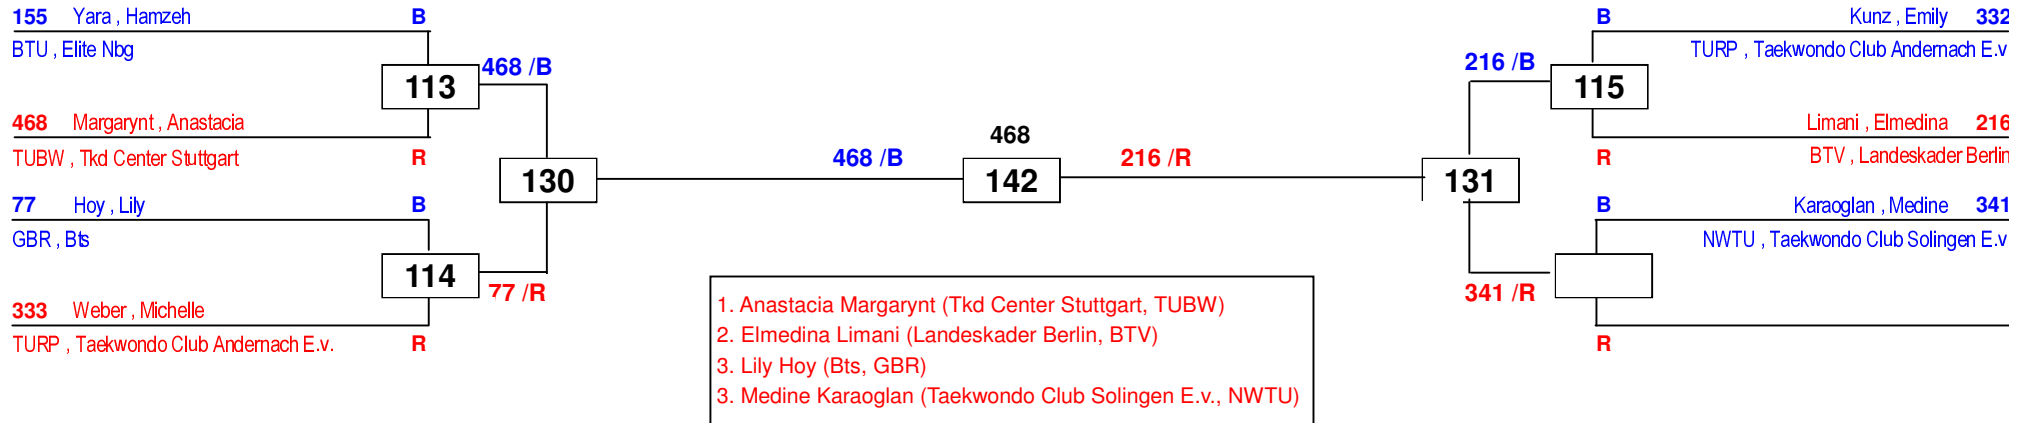 155 Yara , Hamzeh B
BTU , Elite Nbg
113
468 /B
468 Margarynt , Anastacia
TUBW , Tkd Center Stuttgart R
130
77 Hoy , Lily B
GBR , Bts
114
77 /R
333 Weber , Michelle
TURP , Taekwondo Club Andernach E.v. R
468
468 /B 142 216 /R
B Kunz , Emily 332
TURP , Taekwondo Club Andernach E.v
216 /B
115
Limani , Elmedina 216
R BTV , Landeskader Berlin
131
B Karaoglan , Medine 341
NWTU , Taekwondo Club Solingen E.v
341 /R
R
1. Anastacia Margarynt (Tkd Center Stuttgart, TUBW)
2. Elmedina Limani (Landeskader Berlin, BTV)
3. Lily Hoy (Bts, GBR)
3. Medine Karaoglan (Taekwondo Club Solingen E.v., NWTU)